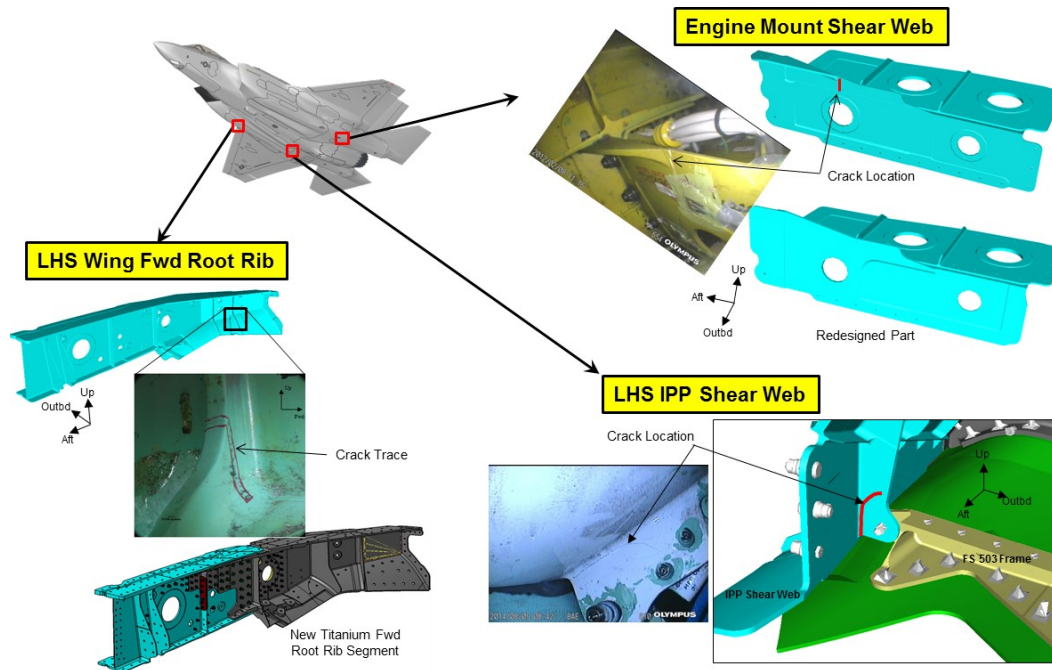 Engine Mount Shear Web
Crack Location
OLYMPUS
Up
Aft
Outbd
Redesigned Part
LHS Wing Fwd Root Rib
Up
Outbd
Aft
Up
Crack Trace
New Titanium Fwd
Root Rib Segment
LHS IPP Shear Web
Crack Location
BAE
OLYMPUS
Up
Aft
Outbd
FS 503 Frame
IPP Shear Web